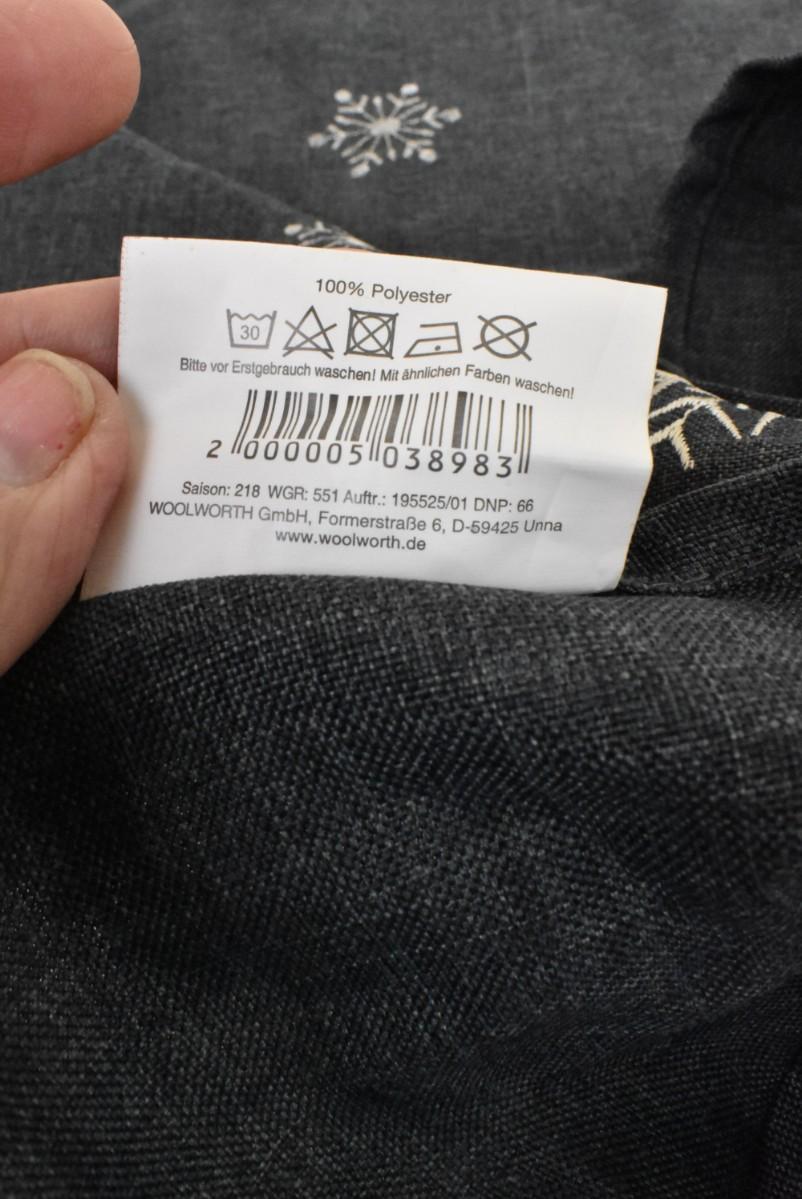 100% Polyester
30
Bitte vor Erstgebrauch waschen! Mit ähnlichen Farben waschen!
2 000005 038983
Saison: 218 WGR: 551 Auftr.: 195525/01 DNP: 66
WOOLWORTH GmbH, Formerstraße 6, D-59425 Unna
www.woolworth.de